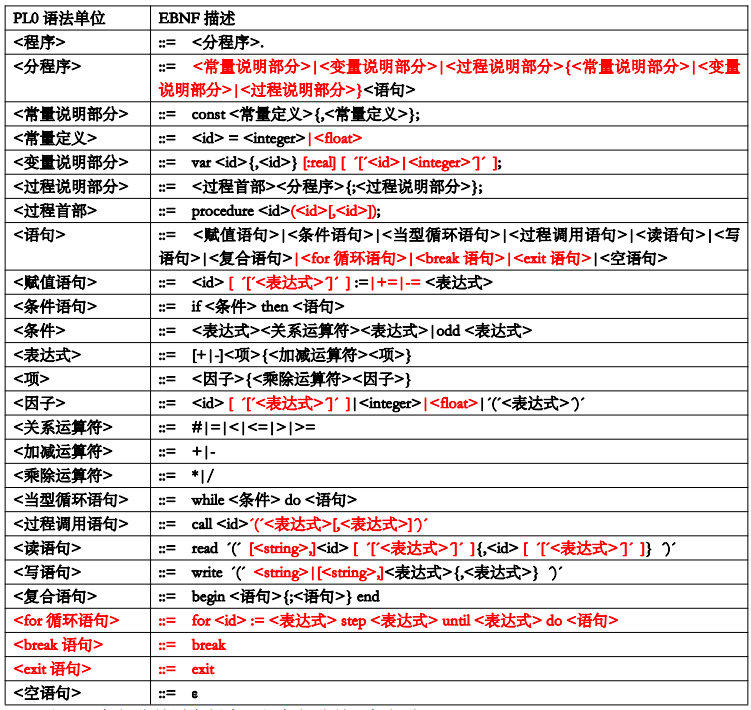 PL0 语法单位 EBNF 描述
<程序> ::= <分程序>.
<分程序> ::= <常量说明部分>|<变量说明部分>|<过程说明部分>{<常量说明部分>|<变量
说明部分>|<过程说明部分>}<语句>
<常量说明部分> ::= const <常量定义>{,<常量定义>};
<常量定义> ::= <id> = <integer>|<float>
<变量说明部分> ::= var <id>{,<id>} [:real] [ ´[´<id>|<integer>´]´ ];
<过程说明部分> ::= <过程首部><分程序>{;<过程说明部分>};
<过程首部> ::= procedure <id>(<id>[,<id>]);
<语句> ::= <赋值语句>|<条件语句>|<当型循环语句>|<过程调用语句>|<读语句>|<写
语句>|<复合语句>|<for 循环语句>|<break 语句>|<exit 语句>|<空语句>
<赋值语句> ::= <id> [ ´[´<表达式>´]´ ] :=|+=|-= <表达式>
<条件语句> ::= if <条件> then <语句>
<条件> ::= <表达式><关系运算符><表达式>|odd <表达式>
<表达式> ::= [+|-]<项>{<加减运算符><项>}
<项> ::= <因子>{<乘除运算符><因子>}
<因子> ::= <id> [ ´[´<表达式>´]´ ]|<integer>|<float>|´(´<表达式>´)´
<关系运算符> ::= #|=|<|<=|>|>=
<加减运算符> ::= +|-
<乘除运算符> ::= *|/
<当型循环语句> ::= while <条件> do <语句>
<过程调用语句> ::= call <id>´(´<表达式>[,<表达式>]´)´
<读语句> ::= read ´(´ [<string>,]<id> [ ´[´<表达式>´]´ ]{,<id> [ ´[´<表达式>´]´ ]} ´)´
<写语句> ::= write ´(´ <string>|[<string>,]<表达式>{,<表达式>} ´)´
<复合语句> ::= begin <语句>{;<语句>} end
<for 循环语句> ::= for <id> := <表达式> step <表达式> until <表达式> do <语句>
<break 语句> ::= break
<exit 语句> ::= exit
<空语句> ::= ε